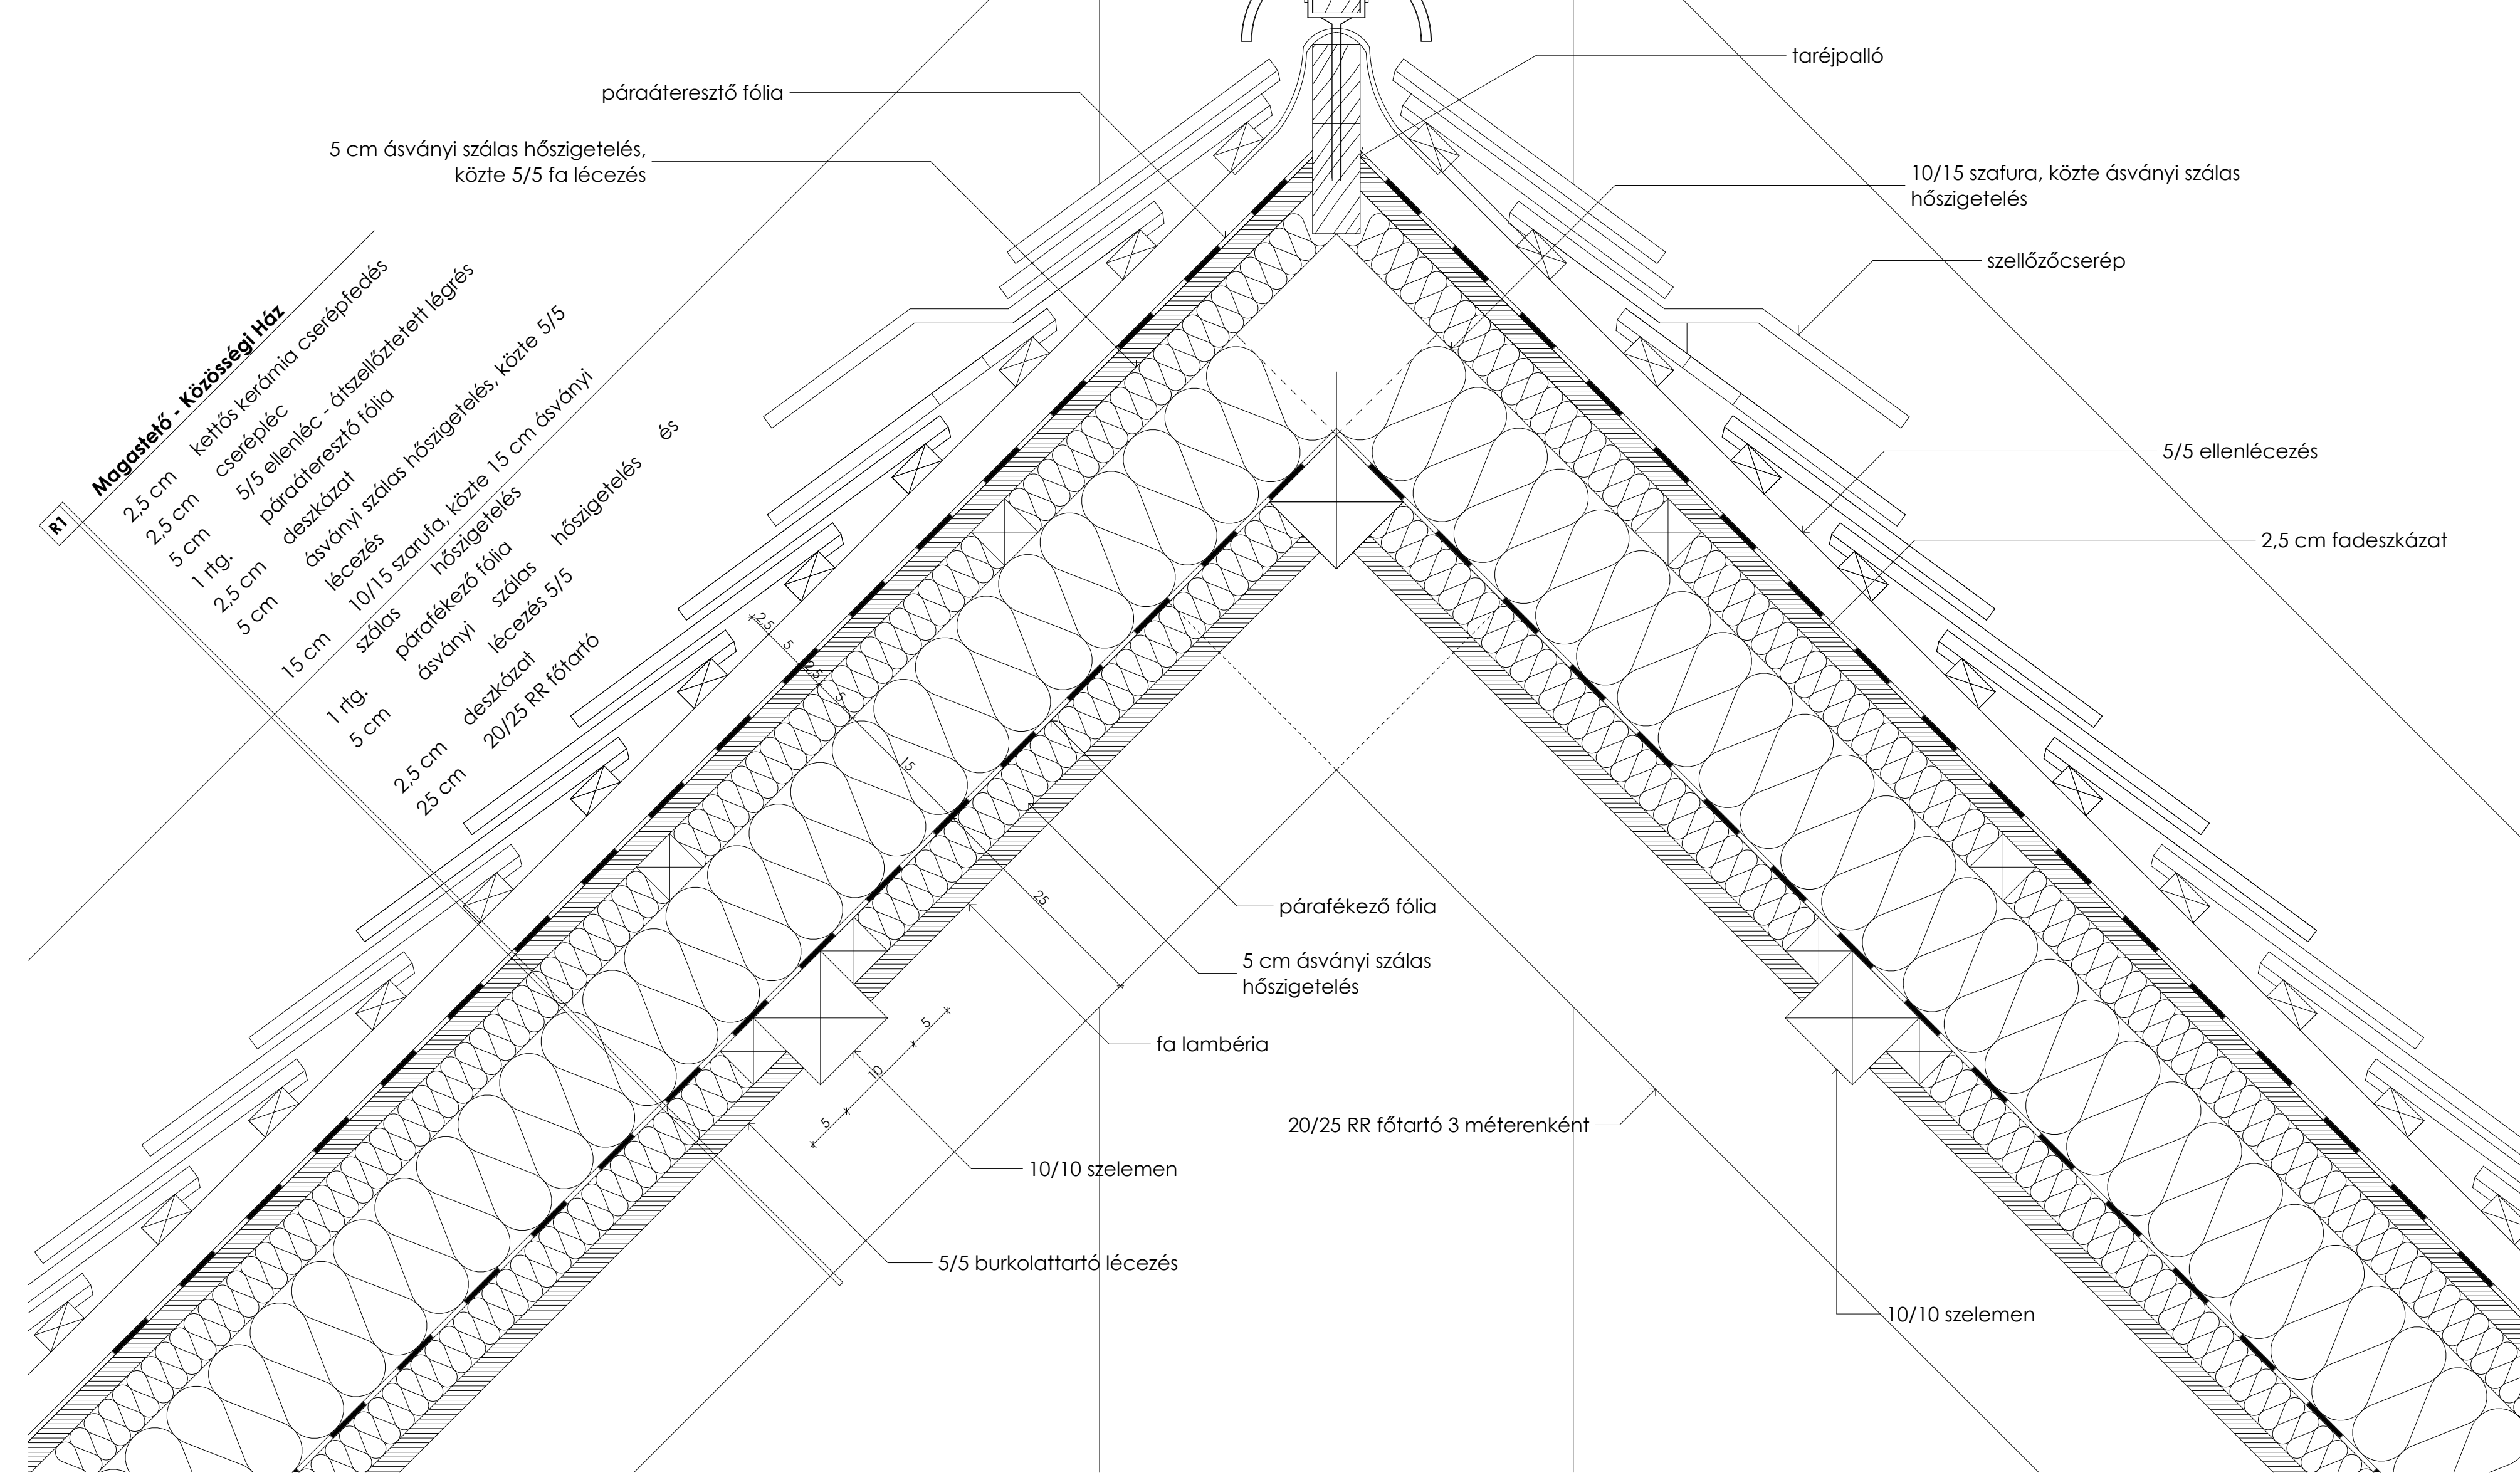 taréjpalló
páraáteresztő fólia
5 cm ásványi szálas hőszigetelés,
közte 5/5 fa lécezés
10/15 szafura, közte ásványi szálas
hőszigetelés
szellőzőcserép
5/5 ellenlécezés
2,5 cm fadeszkázat
R1
Magastető - Közösségi Ház
2,5 cm kettős kerámia cserépfedés
2,5 cm cserépléc
5 cm 5/5 ellenléc - átszellőztetett légrés
1 rtg. páraáteresztő fólia
2,5 cm deszkázat
5 cm ásványi szálas hőszigetelés, közte 5/5
lécezés
15 cm 10/15 szarufa, közte 15 cm ásványi
szálas hőszigetelés
1 rtg. párafékező fólia
5 cm ásványi szálas hőszigetelés és
lécezés 5/5
2,5 cm deszkázat
25 cm 20/25 RR főtartó
2,5
5
2,5
5
15
25
párafékező fólia
5 cm ásványi szálas
hőszigetelés
fa lambéria
5
10
5
20/25 RR főtartó 3 méterenként
10/10 szelemen
5/5 burkolattartó lécezés
10/10 szelemen